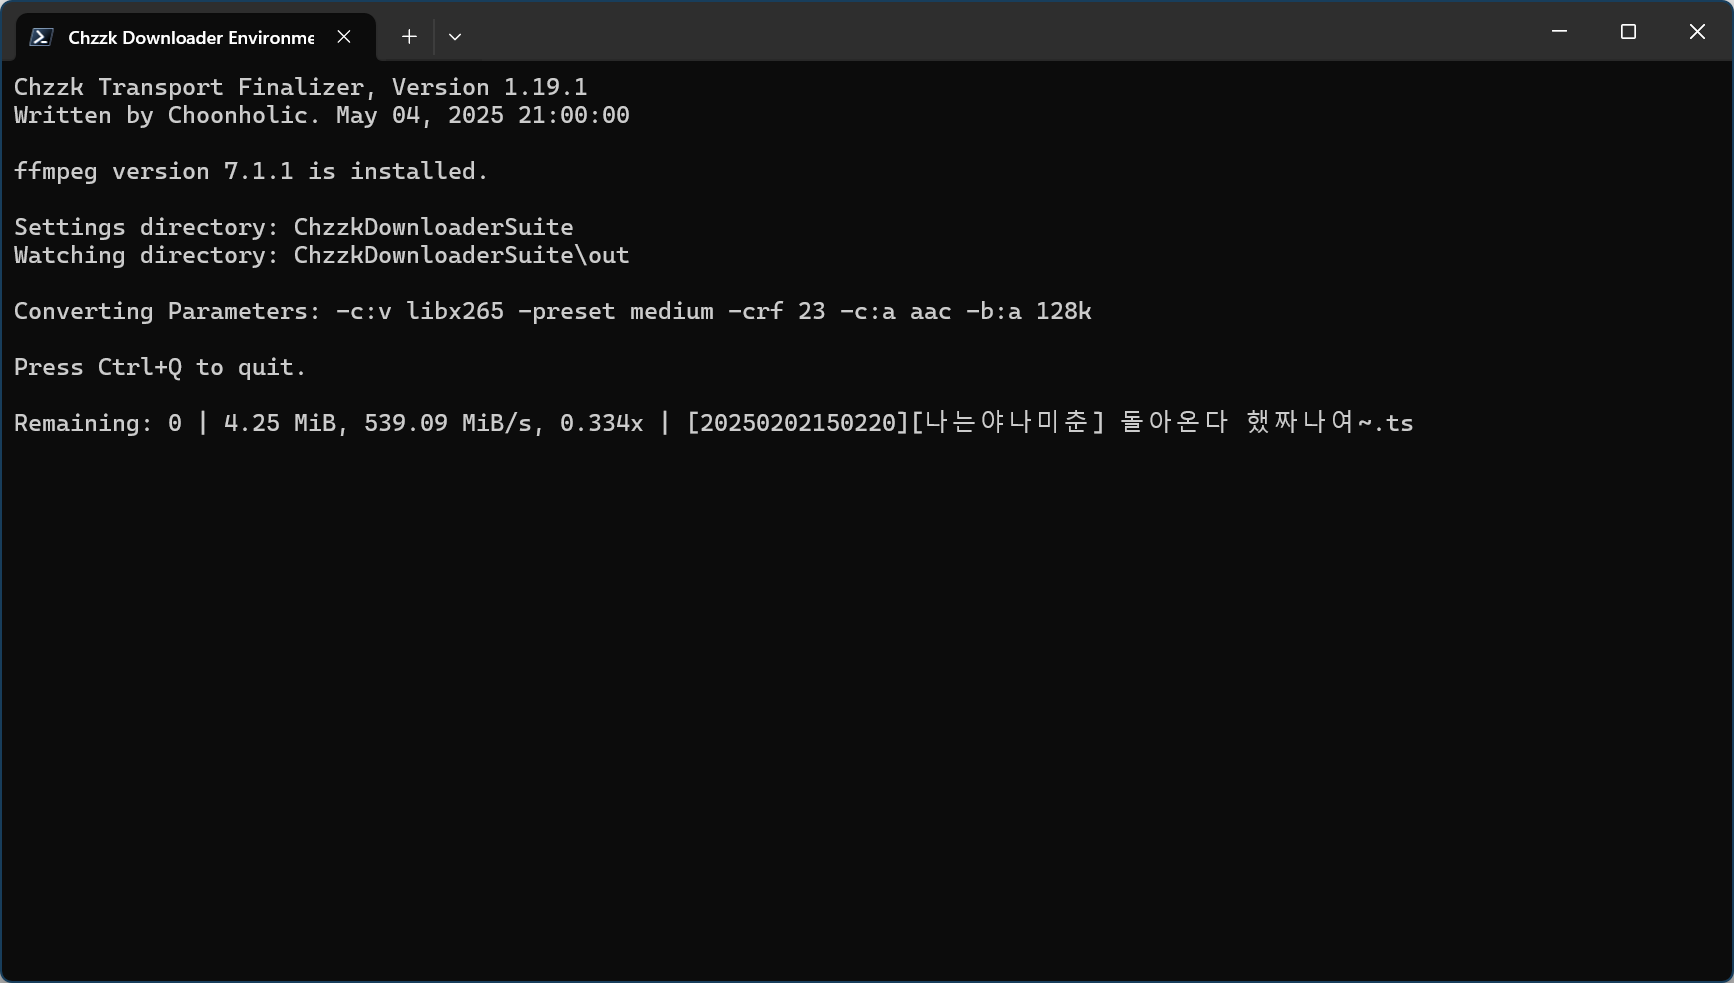 Chzzk Downloader Environme
Chzzk Transport Finalizer, Version 1.19.1
Written by Choonholic. May 04, 2025 21:00:00
ffmpeg version 7.1.1 is installed.
Settings directory: ChzzkDownloaderSuite
Watching directory: ChzzkDownloaderSuite\out
Converting Parameters: -c:v libx265 -preset medium -crf 23 -c:a aac -b:a 128k
Press Ctrl+Q to quit.
Remaining: 0 | 4.25 MiB, 539.09 MiB/s, 0.334x | [20250202150220][나는야나미춘] 돌아온다 했짜나여~.ts